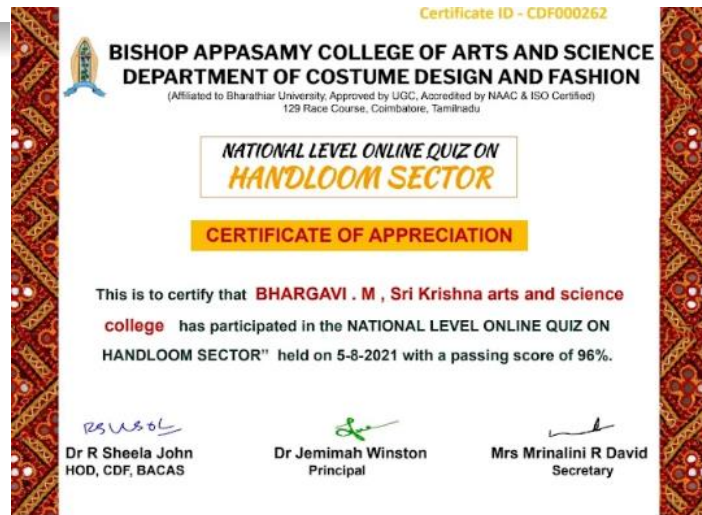 Certificate ID - CDF000262
BISHOP APPASAMY COLLEGE OF ARTS AND SCIENCE
DEPARTMENT OF COSTUME DESIGN AND FASHION
(Affiliated to Bharathiar University, Approved by UGC, Accredited by NAAC & ISO Certified)
129 Race Course, Coimbatore, Tamilnadu
NATIONAL LEVEL ONLINE QUIZ ON
HANDLOOM SECTOR
CERTIFICATE OF APPRECIATION
This is to certify that BHARGAVI . M , Sri Krishna arts and science
college has participated in the NATIONAL LEVEL ONLINE QUIZ ON
HANDLOOM SECTOR" held on 5-8-2021 with a passing score of 96%.
Dr R Sheela John
HOD, CDF, BACAS
Dr Jemimah Winston
Principal
Mrs Mrinalini R David
Secretary